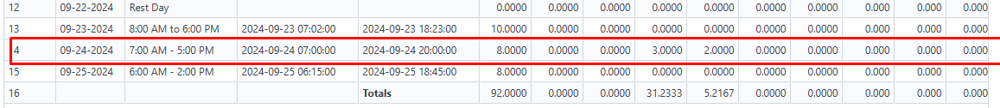 12 09-22-2024 Rest Day 0.0000 0.0000 0.0000 0.0000 0.0000 0.0000 0.0000 0.000 0.000 0.000
13 09-23-2024 8:00 AM to 6:00 PM 2024-09-23 07:02:00 2024-09-23 18:23:00 10.0000 0.0000 0.0000 0.0000 0.0000 0.0000 0.0000 0.000 0.000 0.000
4 09-24-2024 7:00 AM - 5:00 PM 2024-09-24 07:00:00 2024-09-24 20:00:00 8.0000 0.0000 0.0000 3.0000 2.0000 0.0000 0.0000 0.000 0.000 0.000
15 09-25-2024 6:00 AM - 2:00 PM 2024-09-25 06:15:00 2024-09-25 18:45:00 8.0000 0.0000 0.0000 0.0000 0.0000 0.0000 0.0000 0.000 0.000 0.000
16 Totals 92.0000 0.0000 0.0000 31.2333 5.2167 0.0000 0.0000 0.000 0.000 0.000